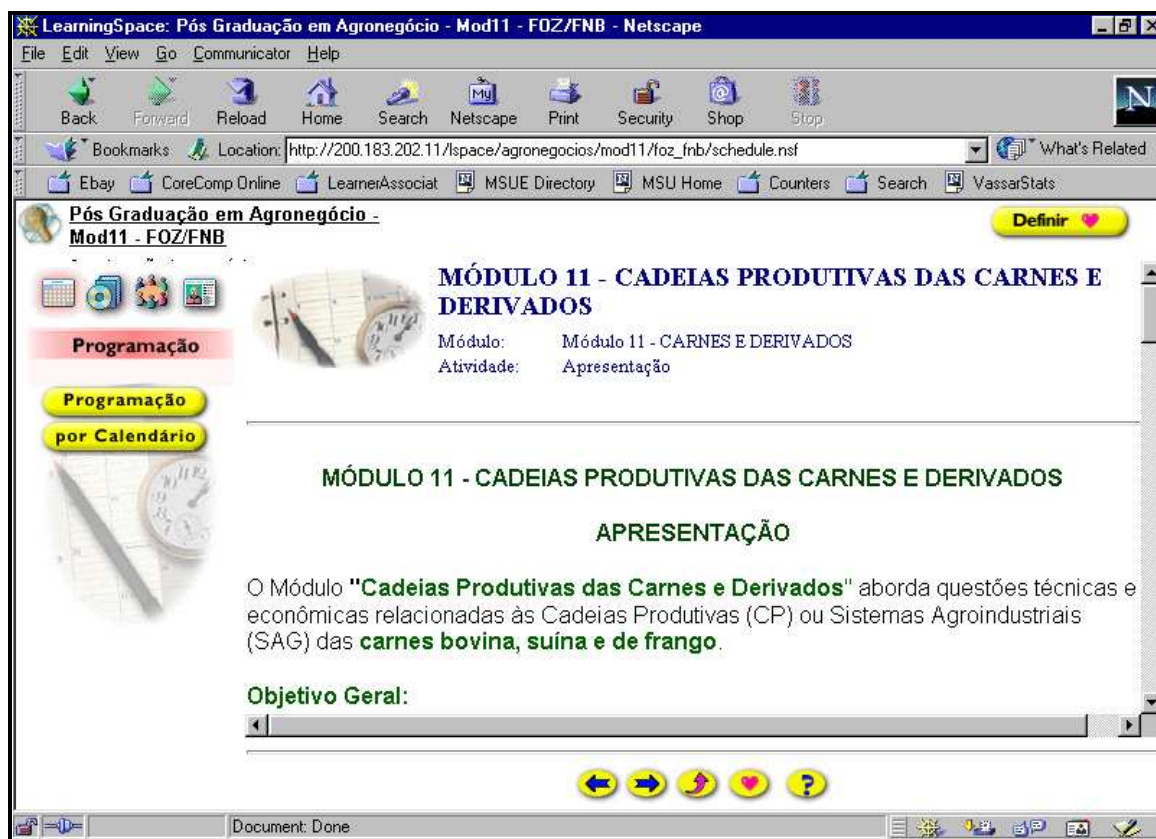 LearningSpace: Pós Graduação em Agronegócio - Mod11 - FOZ/FNB - Netscape
File Edit View Go Communicator Help
Back Forward Reload Home Search Netscape Print Security Shop Stop
My
N
Bookmarks Location: http://200.183.202.11/lspace/agronegocios/mod11/foz_fnb/schedule.nsf What's Related
Ebay CoreComp Online LearnerAssociat MSUE Directory MSU Home Counters Search VassarStats
Pós Graduação em Agronegócio -
Mod11 - FOZ/FNB
Definir
Programação
Programação
por Calendário
MÓDULO 11 - CADEIAS PRODUTIVAS DAS CARNES E
DERIVADOS
Módulo: Módulo 11 - CARNES E DERIVADOS
Atividade: Apresentação
MÓDULO 11 - CADEIAS PRODUTIVAS DAS CARNES E DERIVADOS
APRESENTAÇÃO
O Módulo "Cadeias Produtivas das Carnes e Derivados" aborda questões técnicas e
econômicas relacionadas às Cadeias Produtivas (CP) ou Sistemas Agroindustriais
(SAG) das carnes bovina, suína e de frango.
Objetivo Geral:
?
Document: Done